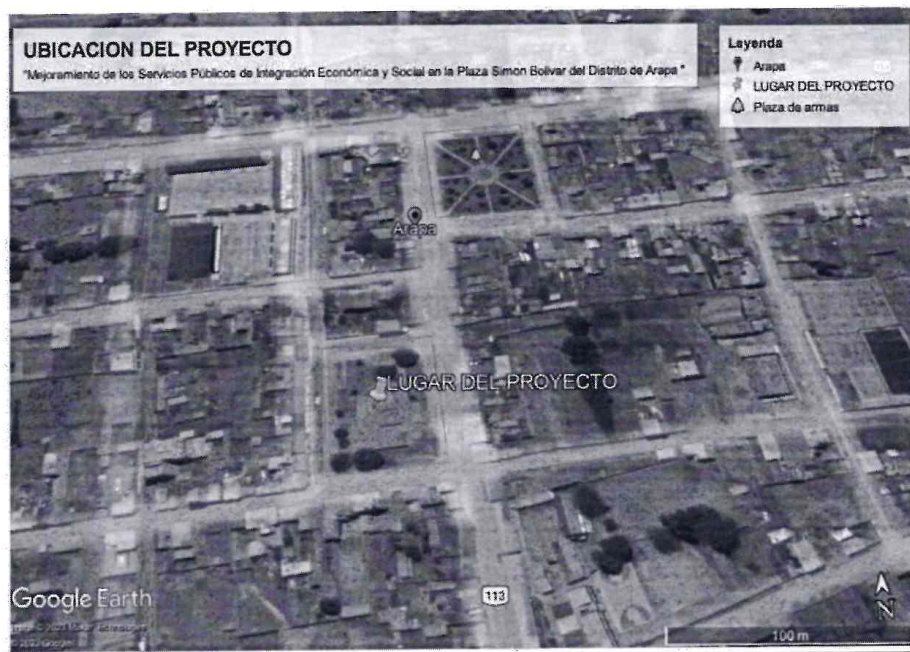 UBICACION DEL PROYECTO
"Mejoramiento de los Servicios Públicos de Integración Económica y Social en la Plaza Simon Bolivar del Distrito de Arapa "
Leyenda
Arapa
LUGAR DEL PROYECTO
Plaza de armas
Arapa
LUGAR DEL PROYECTO
113
Google Earth
N
100 m